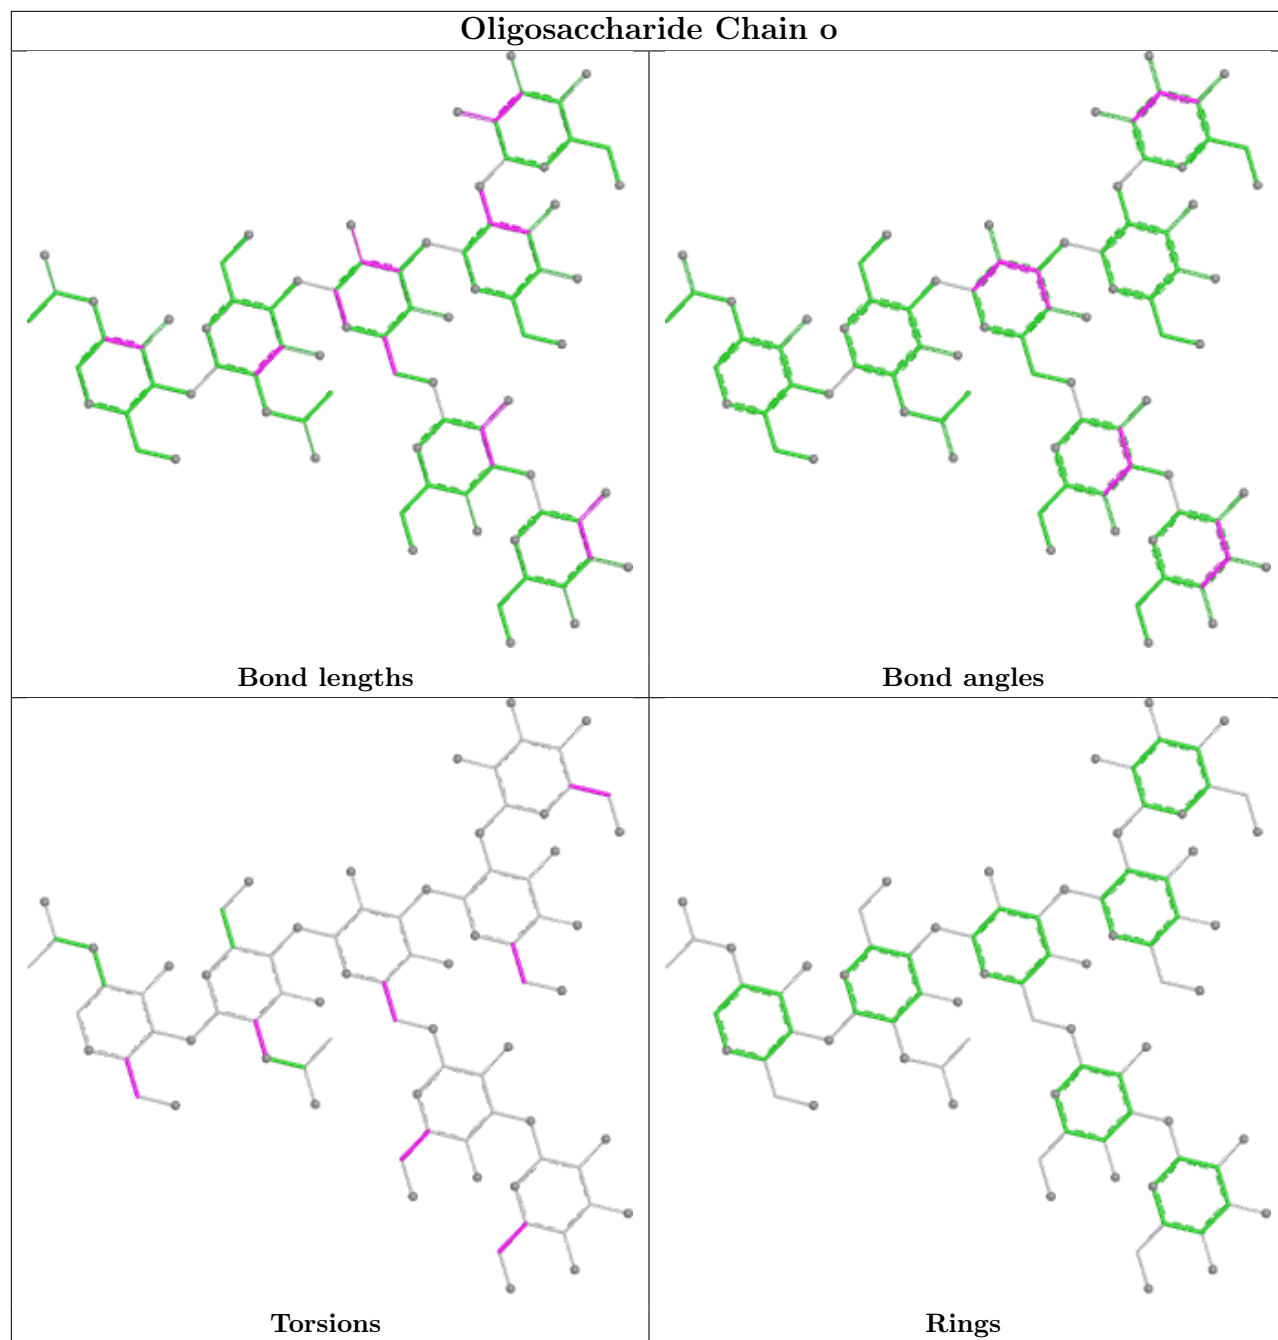 Oligosaccharide Chain o
Bond lengths
Bond angles
Torsions
Rings